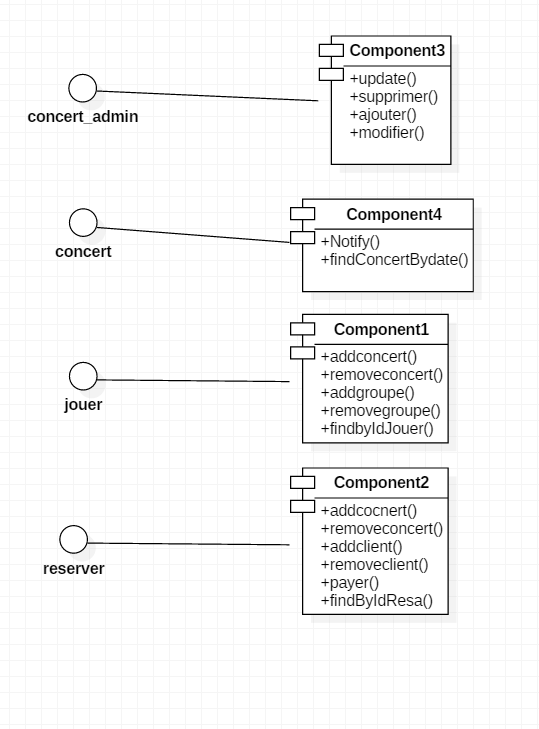 Component3
+update()
+supprimer()
+ajouter()
+modifier()
concert_admin
Component4
+Notify()
+findConcertBydate()
concert
Component1
+addconcert()
+removeconcert()
+addgroupe()
+removegroupe()
+findbyIdJouer()
jouer
Component2
+addcocnert()
+removeconcert()
+addclient()
+removeclient()
+payer()
+findByIdResa()
reserver